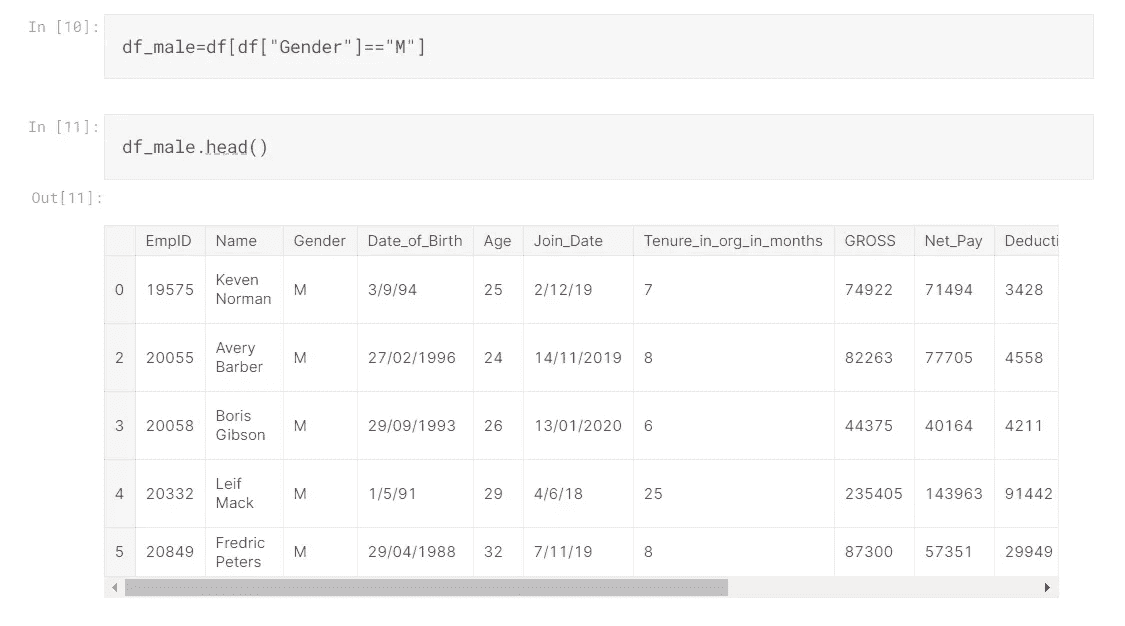 In [10]:
df_male=df[df["Gender"]=="M"]
In [11]:
df_male.head()
Out[11]:
EmpID Name Gender Date_of_Birth Age Join_Date Tenure_in_org_in_months GROSS Net_Pay Deducti
0 19575 Keven Norman M 3/9/94 25 2/12/19 7 74922 71494 3428
2 20055 Avery Barber M 27/02/1996 24 14/11/2019 8 82263 77705 4558
3 20058 Boris Gibson M 29/09/1993 26 13/01/2020 6 44375 40164 4211
4 20332 Leif Mack M 1/5/91 29 4/6/18 25 235405 143963 91442
5 20849 Fredric Peters M 29/04/1988 32 7/11/19 8 87300 57351 29949